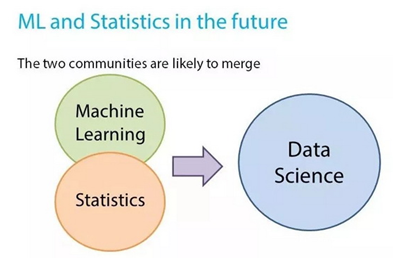 ML and Statistics in the future
The two communities are likely to merge
Machine
Learning
Statistics
Data
Science